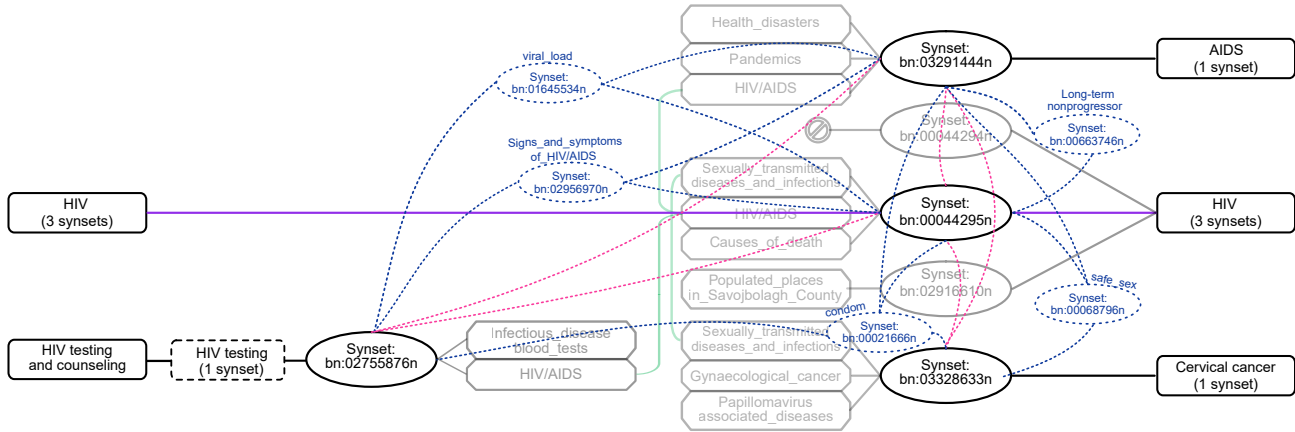 Health_disasters
Pandemics
HIV/AIDS
Synset:
bn:03291444n
AIDS
(1 synset)
viral_load
Synset:
bn:01645534n
Long-term
nonprogressor
Synset:
bn:00663746n
Synset:
bn:00044294n
Signs_and_symptoms
of_HIV/AIDS
Synset:
bn:02956970n
Sexually_transmitted
diseases_and_infections
HIV/AIDS
Causes_of_death
HIV
(3 synsets)
Synset:
bn:00044295n
HIV
(3 synsets)
Populated_places
in_Savojbolagh_County
Synset:
bn:02916610n
safe_sex
Synset:
bn:00068796n
condom
Synset:
bn:00021666n
HIV testing
and counseling
HIV testing
(1 synset)
Synset:
bn:02755876n
Infectious_disease
blood_tests
HIV/AIDS
Sexually_transmitted
diseases_and_infections
Gynaecological_cancer
Papillomavirus
associated_diseases
Synset:
bn:03328633n
Cervical cancer
(1 synset)